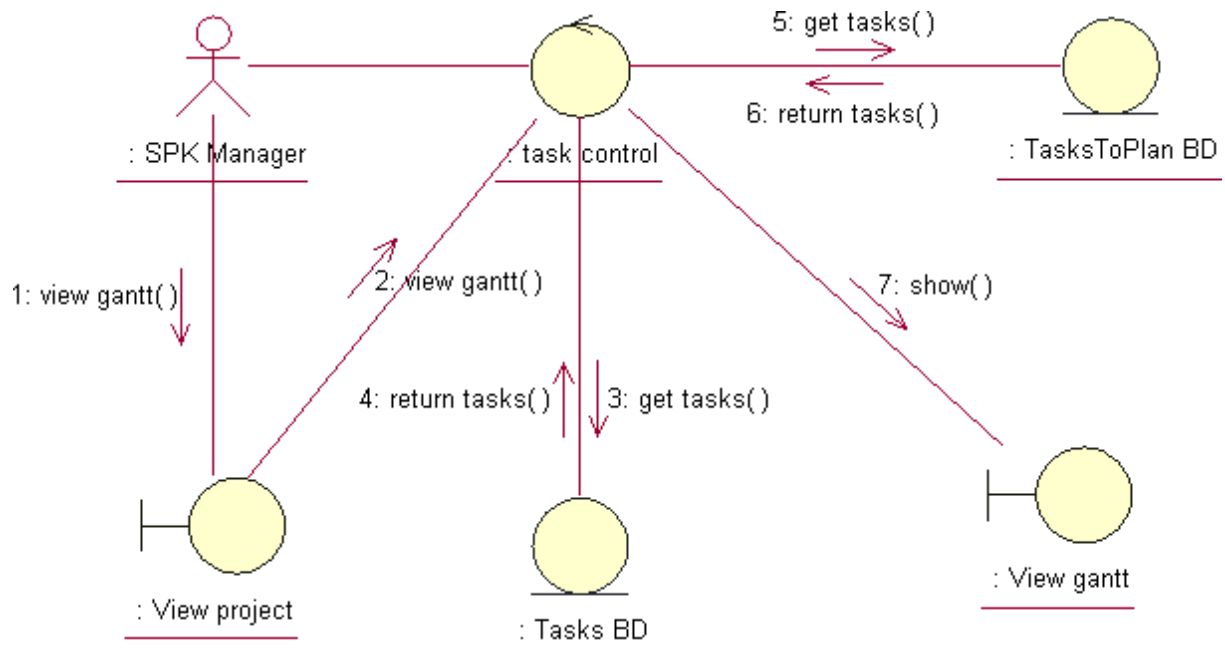 5: get tasks( )
6: return tasks( )
: SPK Manager
: task control
: TasksToPlan BD
1: view gantt( )
2: view gantt( )
7: show( )
4: return tasks( )
3: get tasks( )
: View project
: Tasks BD
: View gantt